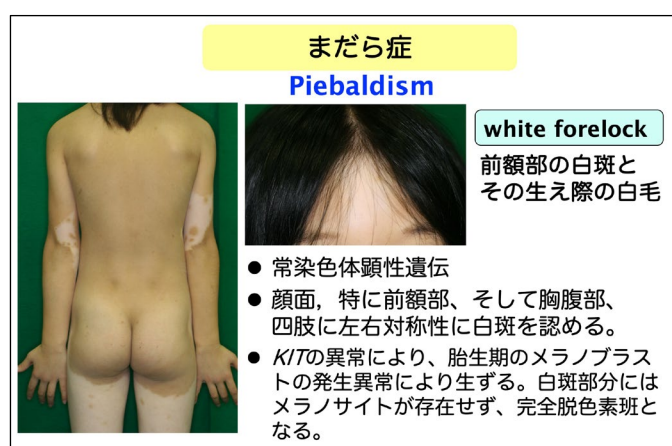 まだら症
Piebaldism
white forelock
前額部の白斑と
その生え際の白毛
● 常染色体顕性遺伝
● 顔面，特に前額部、そして胸腹部、
四肢に左右対称性に白斑を認める。
● KITの異常により、胎生期のメラノブラス
トの発生異常により生ずる。白斑部分には
メラノサイトが存在せず、完全脱色素班と
なる。